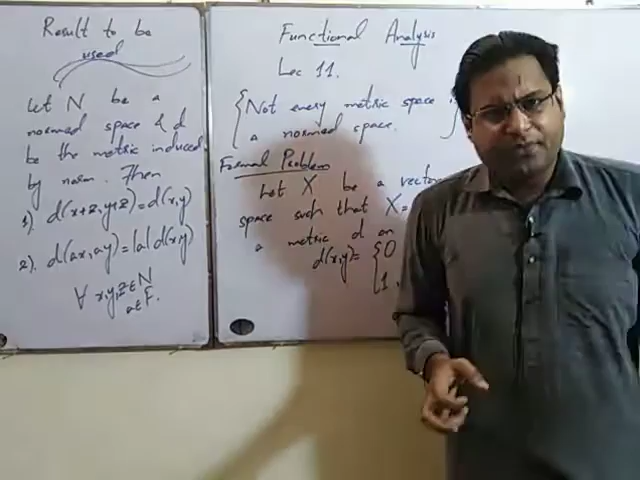 Result to be
used
Let N be a
normed space & d
be the metric induced
by norm. Then
1). d(x+z,y+z)=d(x,y)
2). d(ax,ay)=|a|d(x,y)
∀ x,y,z∈N
a∈F.
Functional Analysis
Lec 11.
{Not every metric space
a normed space. }
Formal Problem
Let X be a vector
space such that X=
a metric d on
d(x,y)= {0
1,